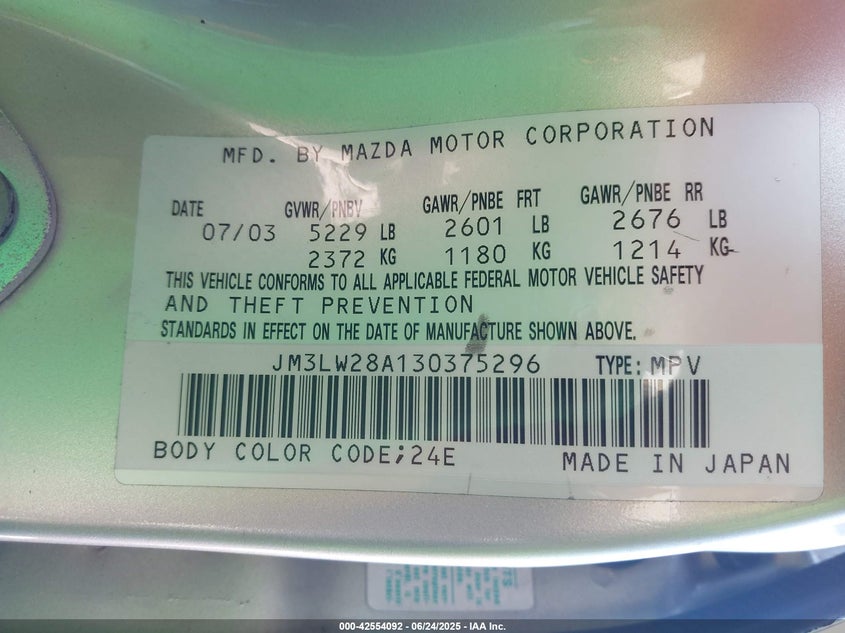 MFD. BY MAZDA MOTOR CORPORATION
DATE GVWR/PNBV GAWR/PNBE FRT GAWR/PNBE RR
07/03 5229 LB 2601 LB 2676 LB
2372 KG 1180 KG 1214 KG
THIS VEHICLE CONFORMS TO ALL APPLICABLE FEDERAL MOTOR VEHICLE SAFETY
AND THEFT PREVENTION
STANDARDS IN EFFECT ON THE DATE OF MANUFACTURE SHOWN ABOVE.
JM3LW28A130375296 TYPE: MPV
BODY COLOR CODE;24E MADE IN JAPAN
000-42554092 - 06/24/2025 - IAA Inc.